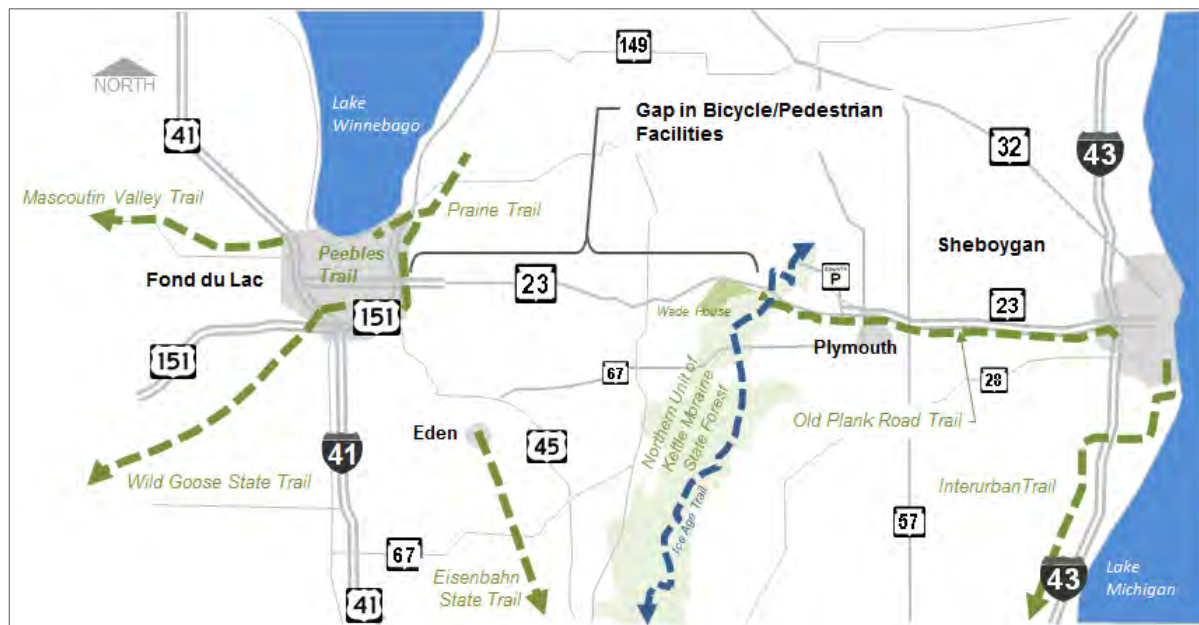 149
NORTH
Lake
Winnebago
Gap in Bicycle/Pedestrian
Facilities
41
32
43
Mascoutin Valley Trail
Prairie Trail
Sheboygan
Peebles
Trail
Fond du Lac
23
COUNTY
P
23
Wade House
151
Plymouth
151
67
28
Northern Unit of
Kettle Moraine
State Forest
Old Plank Road Trail
Eden
45
41
Wild Goose State Trail
Interurban Trail
Ice Age Trail
57
67
Eisenbahn
State Trail
43
Lake
Michigan
41